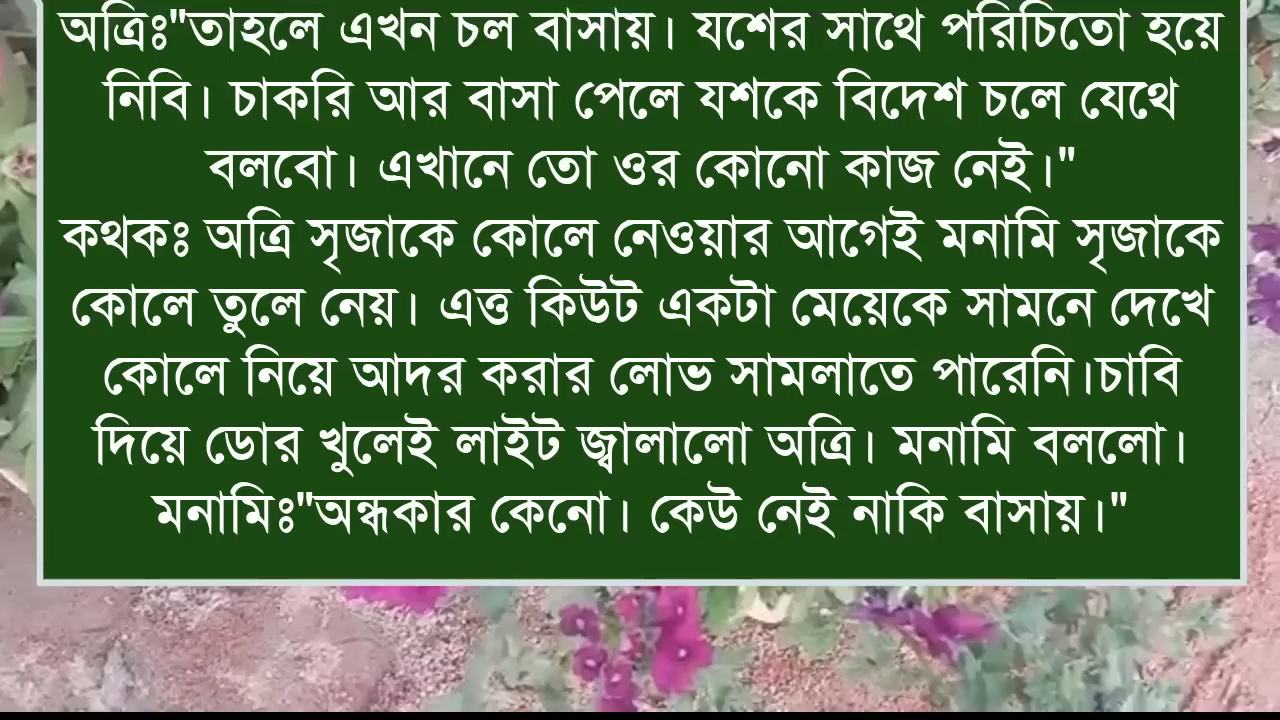 অত্রিঃ"তাহলে এখন চল বাসায়। যশের সাথে পরিচিতো হয়ে
নিবি। চাকরি আর বাসা পেলে যশকে বিদেশ চলে যেথে
বলবো। এখানে তো ওর কোনো কাজ নেই।"
কথকঃ অত্রি সৃজাকে কোলে নেওয়ার আগেই মনামি সৃজাকে
কোলে তুলে নেয়। এত্ত কিউট একটা মেয়েকে সামনে দেখে
কোলে নিয়ে আদর করার লোভ সামলাতে পারেনি।চাবি
দিয়ে ডোর খুলেই লাইট জ্বালালো অত্রি। মনামি বললো।
মনামিঃ"অন্ধকার কেনো। কেউ নেই নাকি বাসায়।"